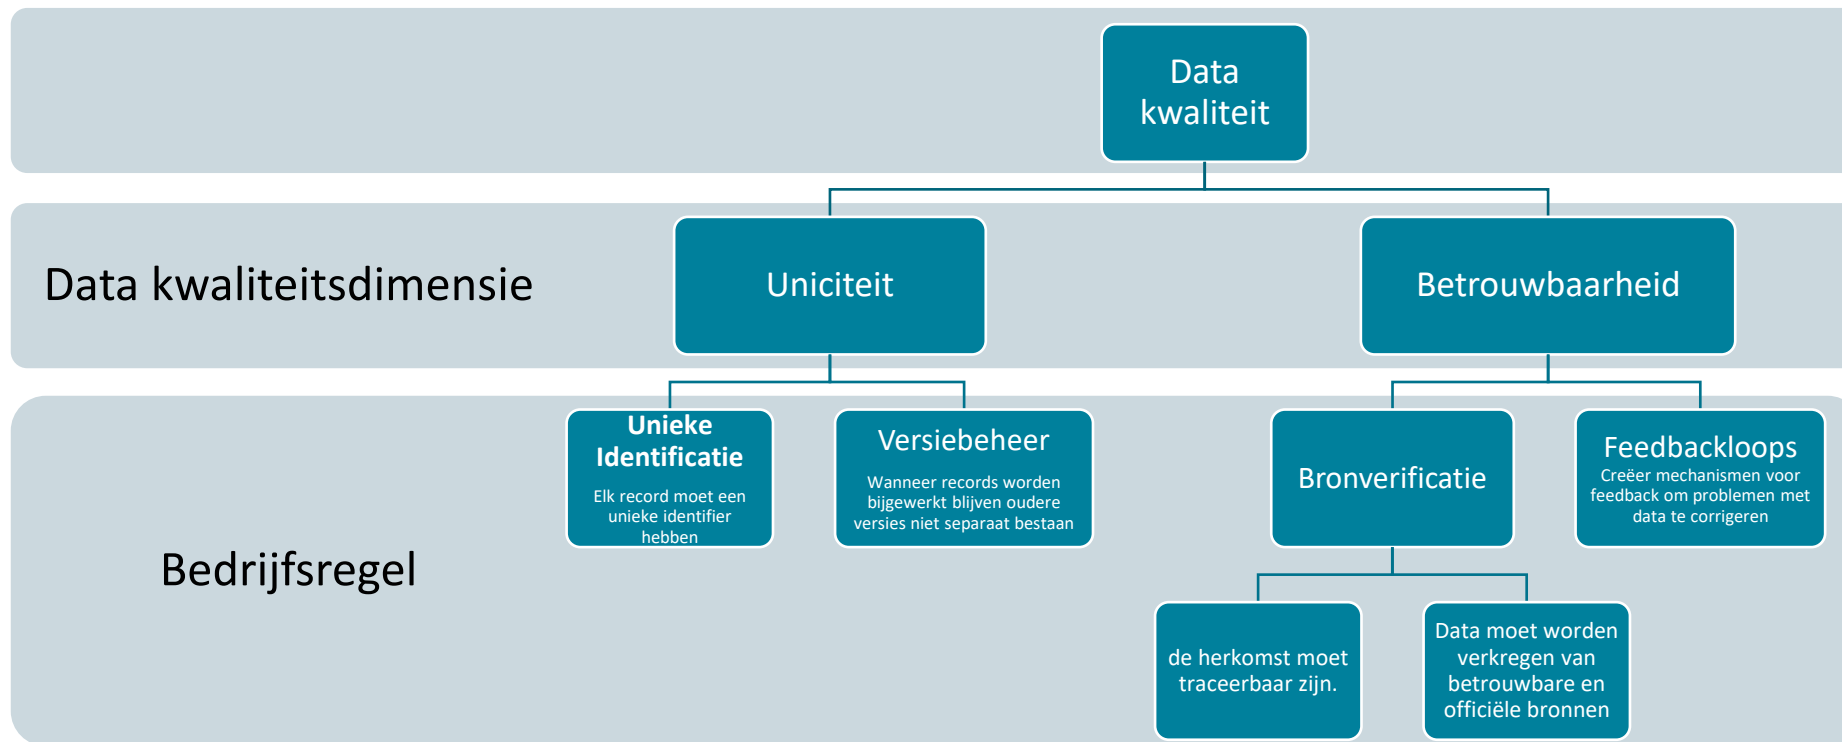 Data
kwaliteit
Data kwaliteitsdimensie
Uniciteit
Betrouwbaarheid
Bedrijfsregel
Unieke
Identificatie
Elk record moet een
unieke identifier
hebben
Versiebeheer
Wanneer records worden
bijgewerkt blijven oudere
versies niet separaat bestaan
Bronverificatie
Feedbackloops
Creëer mechanismen voor
feedback om problemen met
data te corrigeren
de herkomst moet
traceerbaar zijn.
Data moet worden
verkregen van
betrouwbare en
officiële bronnen